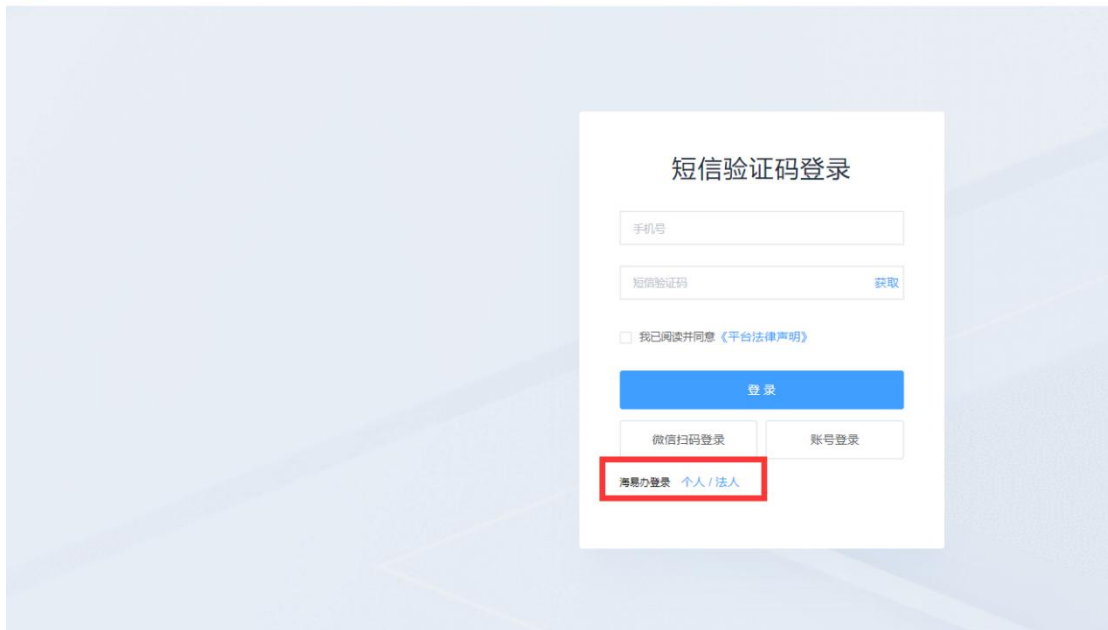 短信验证码登录
手机号
短信验证码 获取
我已阅读并同意《平台法律声明》
登录
微信扫码登录 账号登录
海易办登录 个人 / 法人